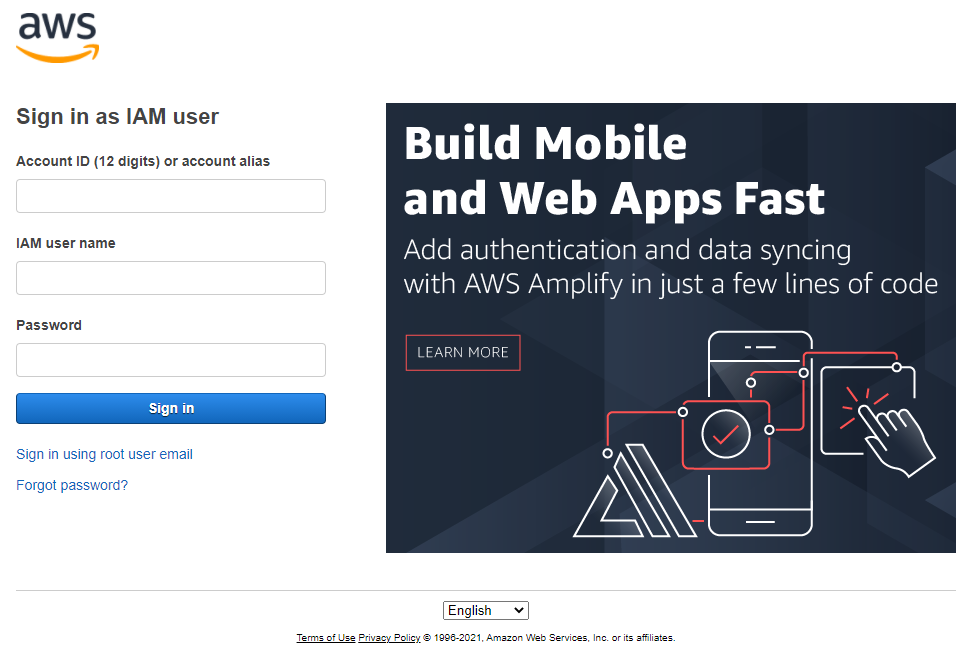 aws
Sign in as IAM user
Account ID (12 digits) or account alias
IAM user name
Password
Sign in
Sign in using root user email
Forgot password?
Build Mobile
and Web Apps Fast
Add authentication and data syncing
with AWS Amplify in just a few lines of code
LEARN MORE
English
Terms of Use Privacy Policy © 1996-2021, Amazon Web Services, Inc. or its affiliates.